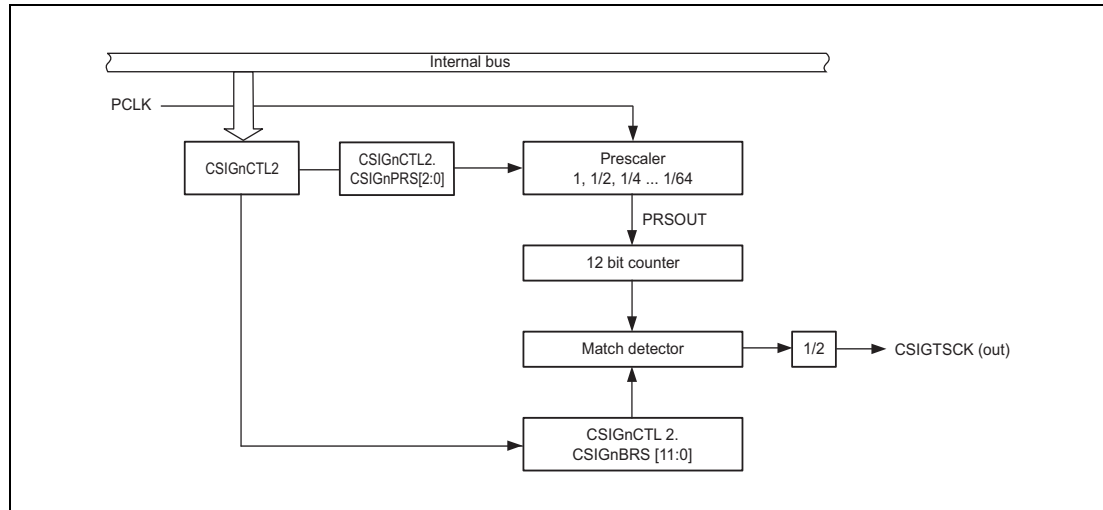 Internal bus
PCLK
CSIGnCTL2
CSIGnCTL2.
CSIGnPRS[2:0]
Prescaler
1, 1/2, 1/4 ... 1/64
PRSOUT
12 bit counter
Match detector
1/2
CSIGTSCK (out)
CSIGnCTL 2.
CSIGnBRS [11:0]